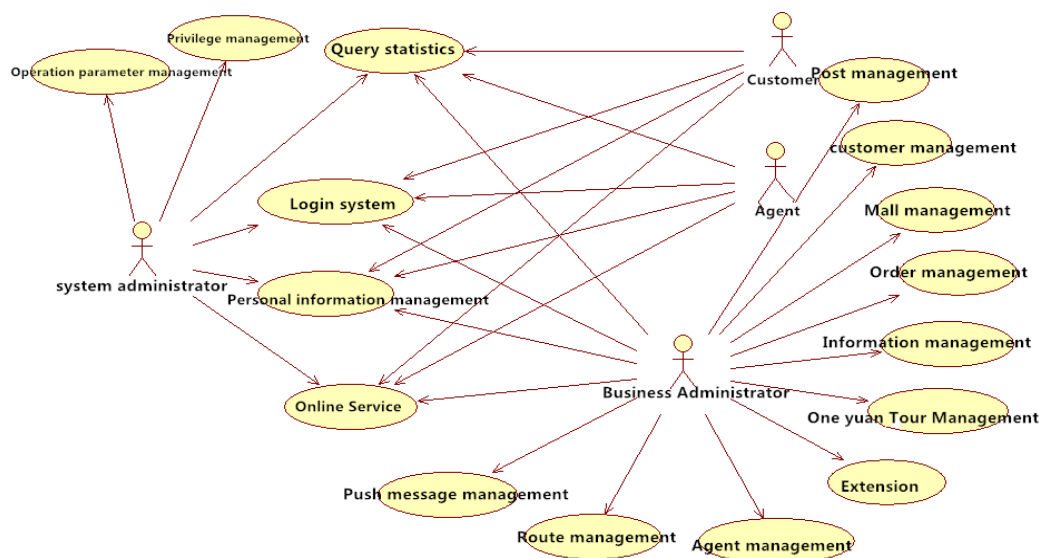 Privilege management
Query statistics
Operation parameter management
Customer
Post management
customer management
Login system
Agent
Mall management
system administrator
Personal information management
Order management
Information management
Business Administrator
Online Service
One yuan Tour Management
Push message management
Extension
Route management
Agent management